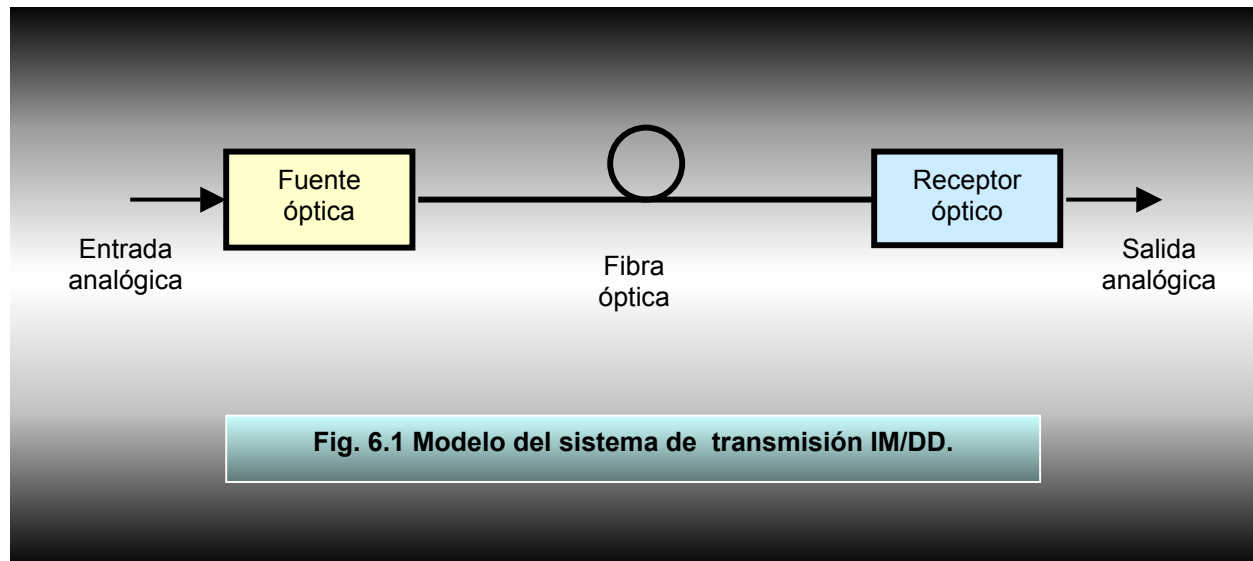 Fuente
óptica
Receptor
óptico
Entrada
analógica
Fibra
óptica
Salida
analógica
Fig. 6.1 Modelo del sistema de transmisión IM/DD.